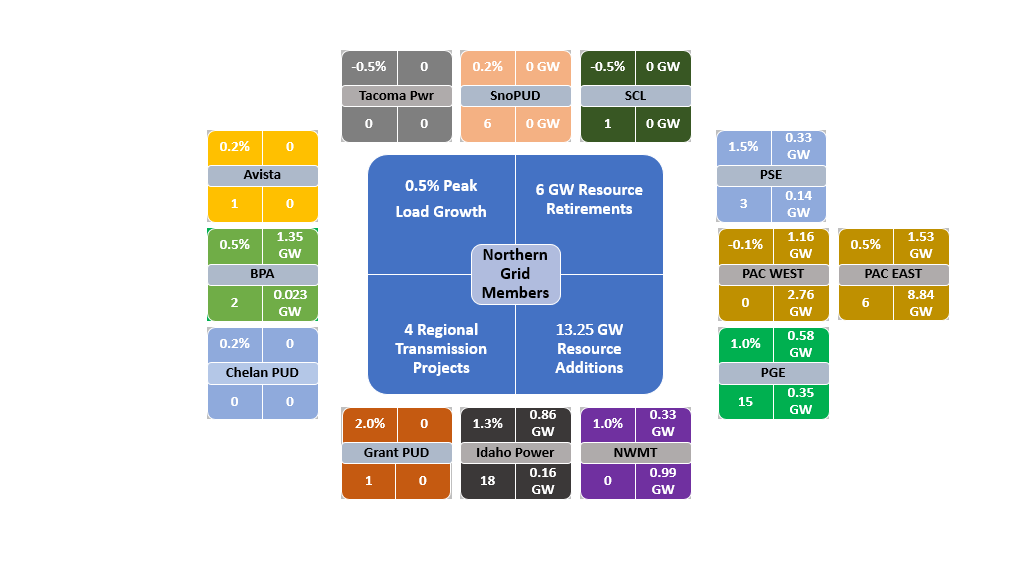 -0.5% 0
Tacoma Pwr
0 0
0.2% 0 GW
SnoPUD
6 0 GW
-0.5% 0 GW
SCL
1 0 GW
0.2% 0
Avista
1 0
0.5% 1.35
GW
BPA
2 0.023
GW
0.2% 0
Chelan PUD
0 0
0.5% Peak
Load Growth
6 GW Resource
Retirements
Northern
Grid
Members
4 Regional
Transmission
Projects
13.25 GW
Resource
Additions
1.5% 0.33
GW
PSE
3 0.14
GW
-0.1% 1.16
GW
PAC WEST
0 2.76
GW
0.5% 1.53
GW
PAC EAST
6 8.84
GW
1.0% 0.58
GW
PGE
15 0.35
GW
2.0% 0
Grant PUD
1 0
1.3% 0.86
GW
Idaho Power
18 0.16
GW
1.0% 0.33
GW
NWMT
0 0.99
GW